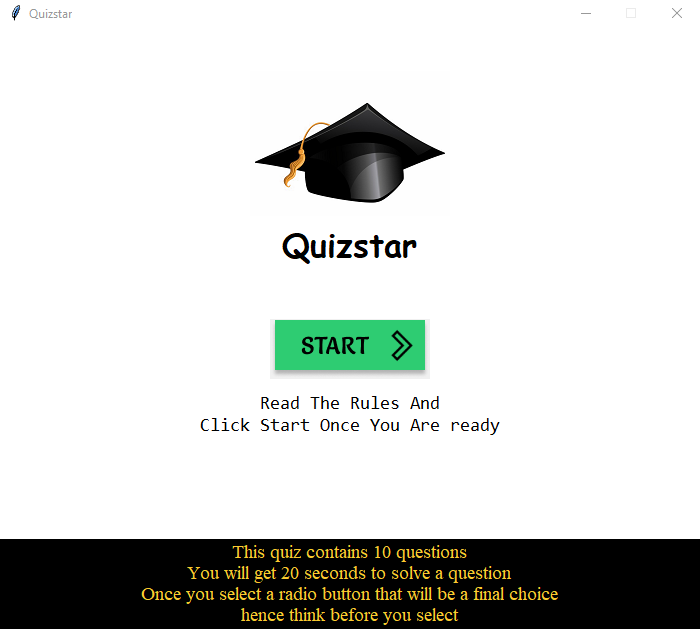 Quizstar
Quizstar
START
Read The Rules And
Click Start Once You Are ready
This quiz contains 10 questions
You will get 20 seconds to solve a question
Once you select a radio button that will be a final choice
hence think before you select